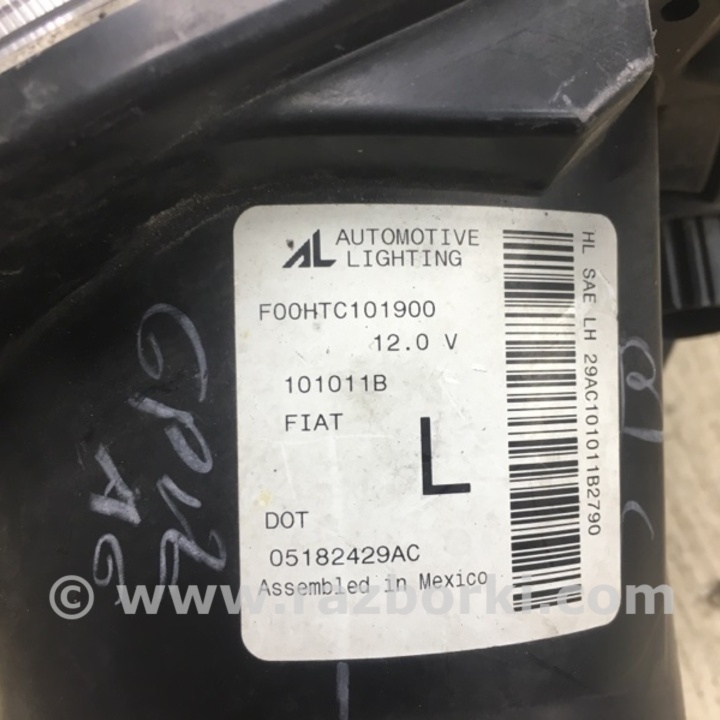 AL AUTOMOTIVE
LIGHTING
F00HTC101900
12.0 V
101011B
FIAT
L
DOT
05182429AC
Assembled in Mexico
HL SAE LH 29AC101011B2790
© www.razborki.com